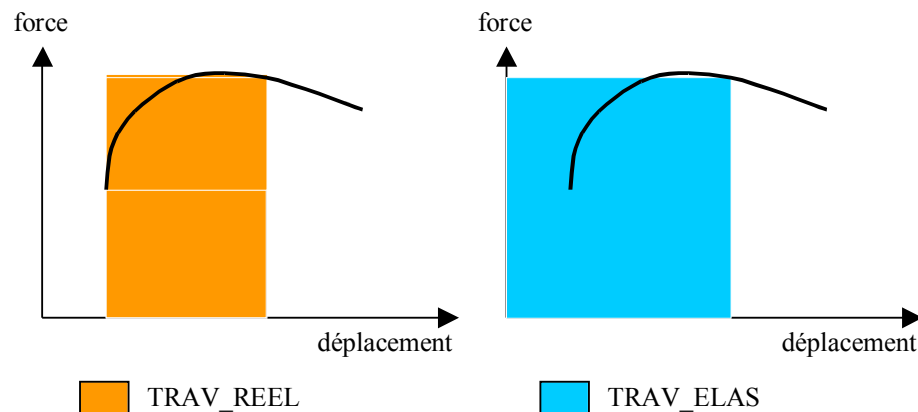 force
force
déplacement
déplacement
TRAV_REEL
TRAV_ELAS